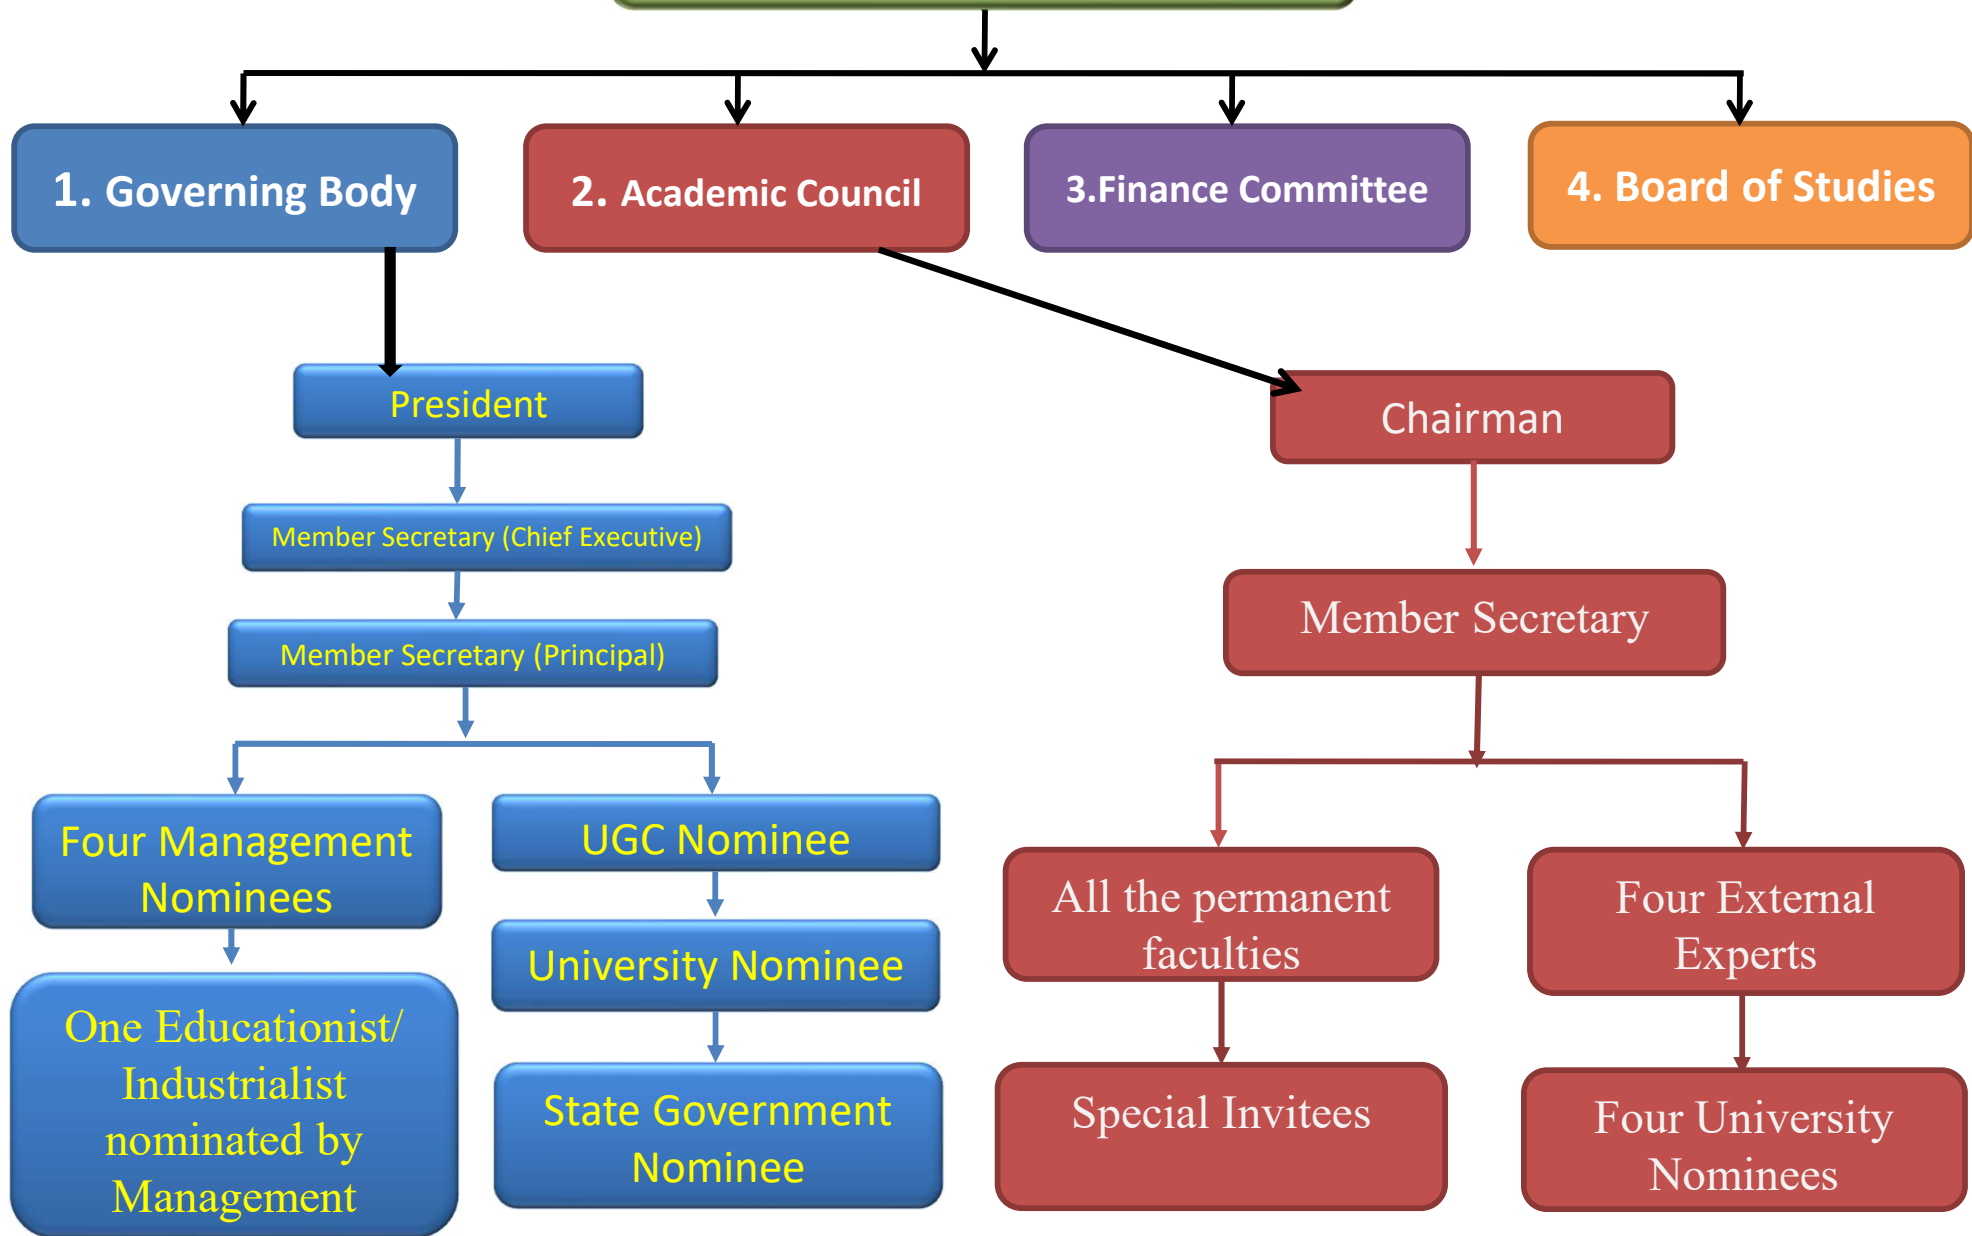 1. Governing Body
2. Academic Council
3.Finance Committee
4. Board of Studies
President
Member Secretary (Chief Executive)
Member Secretary (Principal)
Four Management
Nominees
One Educationist/
Industrialist
nominated by
Management
UGC Nominee
University Nominee
State Government
Nominee
Chairman
Member Secretary
All the permanent
faculties
Special Invitees
Four External
Experts
Four University
Nominees